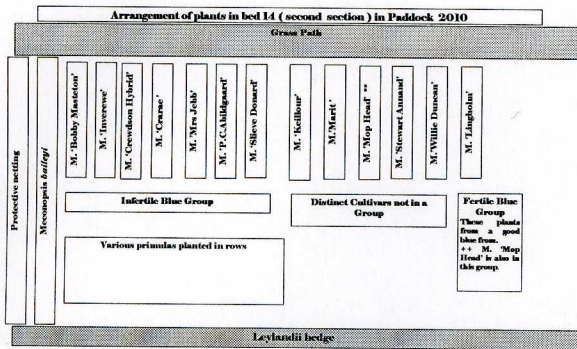 Arrangement of plants in bed 14 ( second section ) in Paddock 2010
Grass Path
Protective netting
Meconopsis baileyi
M. 'Bobby Masteton'
M. 'Inverewe'
M. 'Crewdson Hybrid'
M. 'Crarae'
M. 'Mrs Jebb'
M. 'P.C.Abildgaard'
M. 'Slieve Donard'
M. 'Keillour'
M. 'Marit'
M. 'Mop Head' **
M. 'Stewart Annand'
M. 'Willie Duncan'
M. 'Lingholm'
Infertile Blue Group
Distinct Cultivars not in a
Group
Fertile Blue
Group
These plants
from a good
blue from.
++ M. 'Mop
Head' is also in
this group.
Various primulas planted in rows
Leylandii hedge